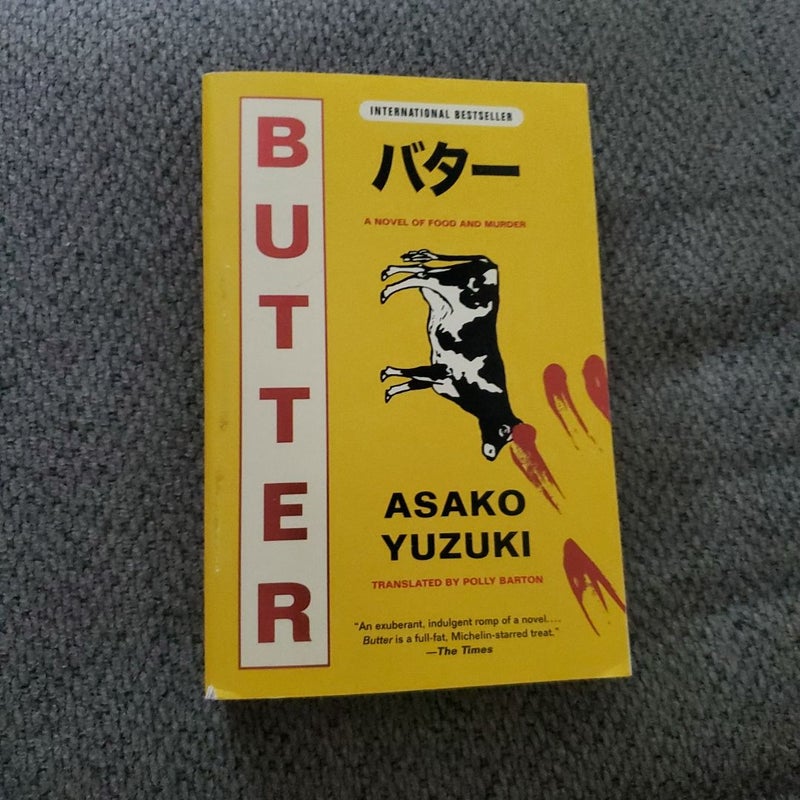 BUTTER
INTERNATIONAL BESTSELLER
バター
A NOVEL OF FOOD AND MURDER
ASAKO
YUZUKI
TRANSLATED BY POLLY BARTON
“An exuberant, indulgent romp of a novel....
Butter is a full-fat, Michelin-starred treat.”
—The Times